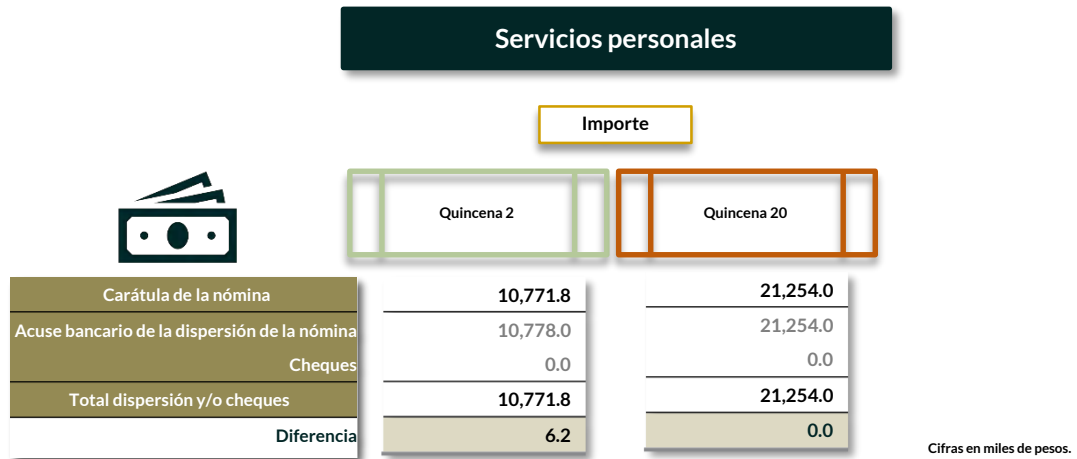 Servicios personales
Importe
Quincena 2 Quincena 20
Carátula de la nómina 10,771.8 21,254.0
Acuse bancario de la dispersión de la nómina 10,778.0 21,254.0
Cheques 0.0 0.0
Total dispersión y/o cheques 10,771.8 21,254.0
Diferencia 6.2 0.0
Cifras en miles de pesos.